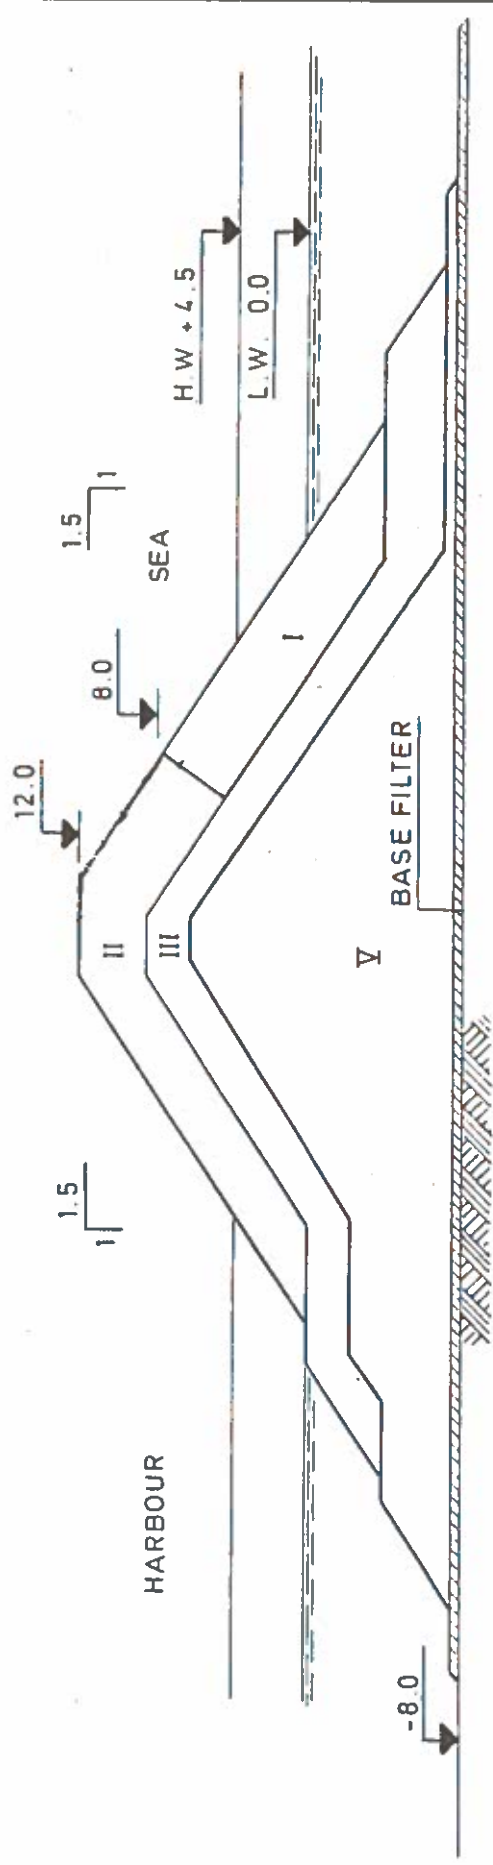 12.0
8.0
1.5
1
SEA
H.W + 4.5
L.W. 0.0
II
I
III
V
BASE FILTER
1.5
1
HARBOUR
-8.0